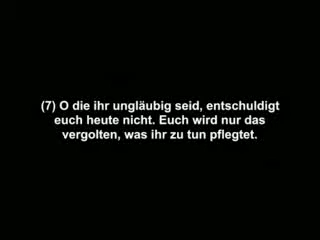 (7) O die ihr ungläubig seid, entschuldigt
euch heute nicht. Euch wird nur das
vergolten, was ihr zu tun pflegtet.